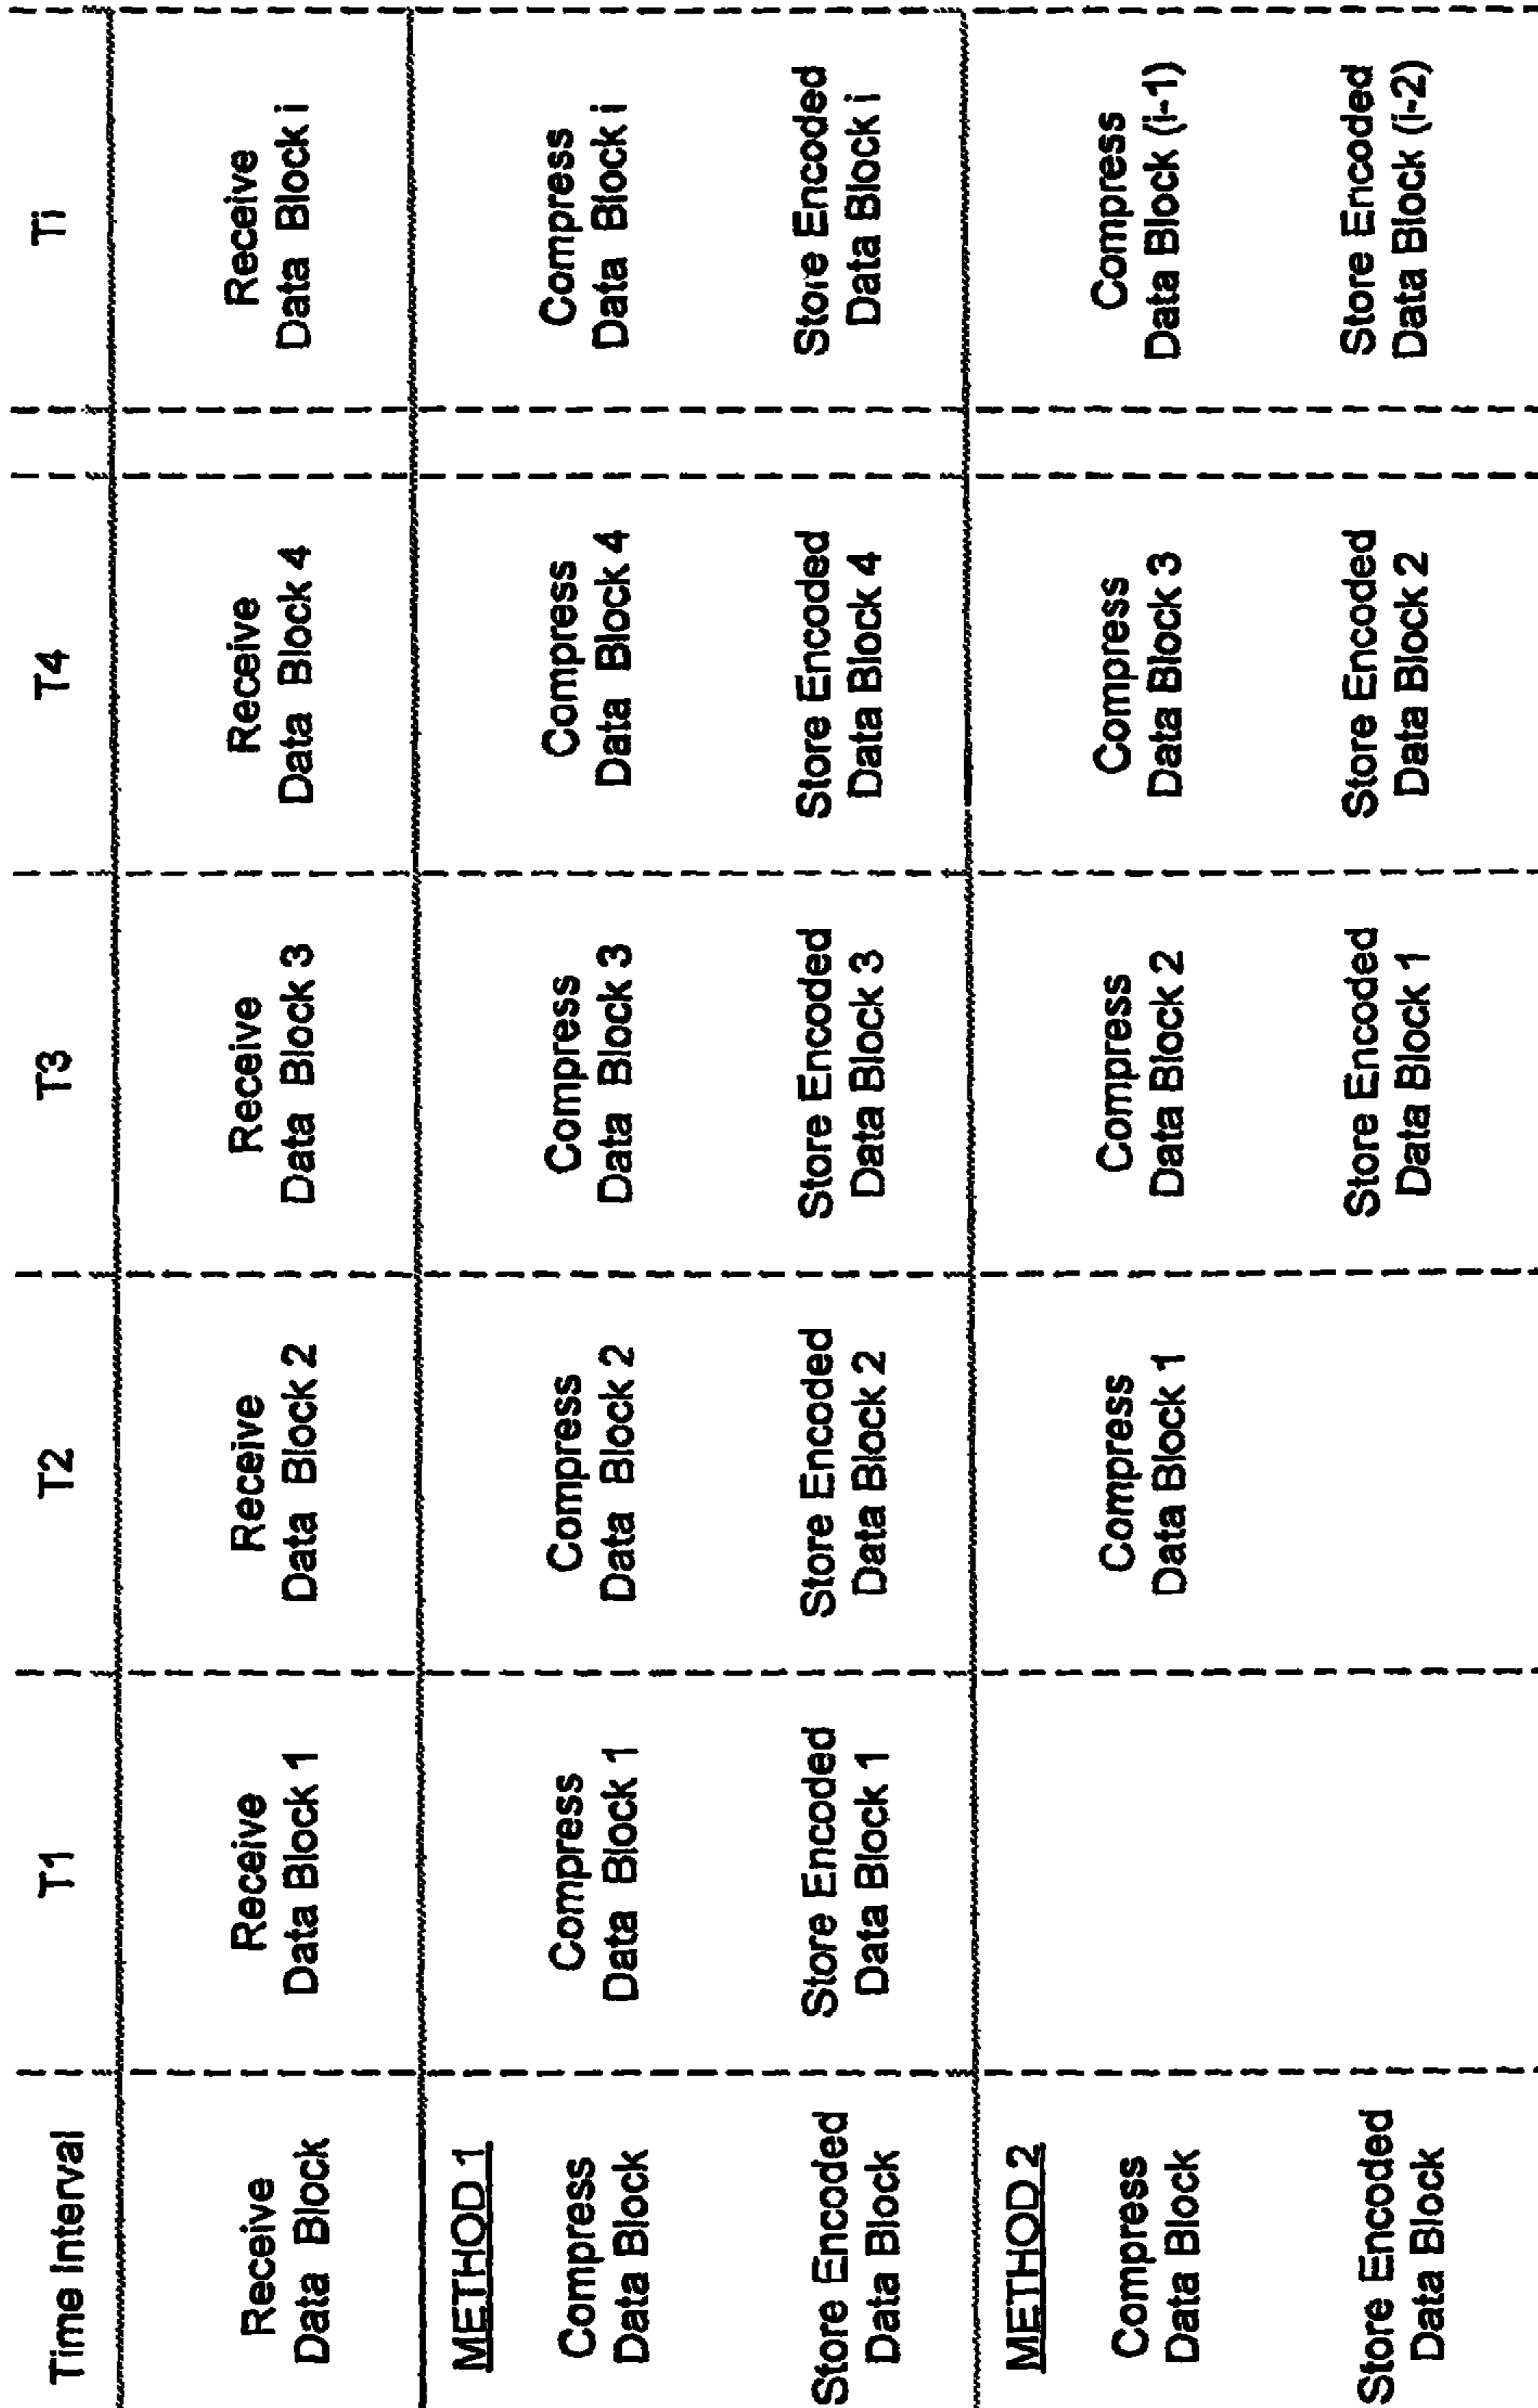 Time Interval
T1
T2
T3
T4
Ti
Receive
Data Block
Receive
Data Block 1
Receive
Data Block 2
Receive
Data Block 3
Receive
Data Block 4
Receive
Data Block i
METHOD 1
Compress
Data Block
Compress
Data Block 1
Compress
Data Block 2
Compress
Data Block 3
Compress
Data Block 4
Compress
Data Block i
Store Encoded
Data Block
Store Encoded
Data Block 1
Store Encoded
Data Block 2
Store Encoded
Data Block 3
Store Encoded
Data Block 4
Store Encoded
Data Block i
METHOD 2
Compress
Data Block
Compress
Data Block 1
Compress
Data Block 2
Compress
Data Block 3
Compress
Data Block (i-1)
Store Encoded
Data Block
Store Encoded
Data Block 1
Store Encoded
Data Block 2
Store Encoded
Data Block (i-2)